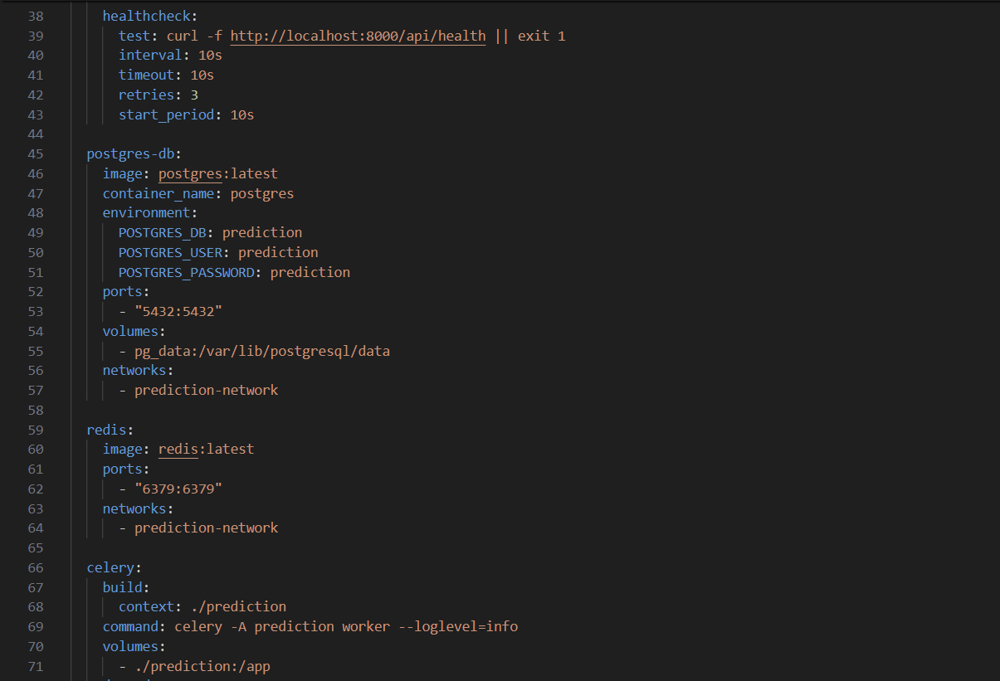 38 healthcheck:
39 test: curl -f http://localhost:8000/api/health || exit 1
40 interval: 10s
41 timeout: 10s
42 retries: 3
43 start_period: 10s
44
45 postgres-db:
46 image: postgres:latest
47 container_name: postgres
48 environment:
49 POSTGRES_DB: prediction
50 POSTGRES_USER: prediction
51 POSTGRES_PASSWORD: prediction
52 ports:
53 - "5432:5432"
54 volumes:
55 - pg_data:/var/lib/postgresql/data
56 networks:
57 - prediction-network
58
59 redis:
60 image: redis:latest
61 ports:
62 - "6379:6379"
63 networks:
64 - prediction-network
65
66 celery:
67 build:
68 context: ./prediction
69 command: celery -A prediction worker --loglevel=info
70 volumes:
71 - ./prediction:/app